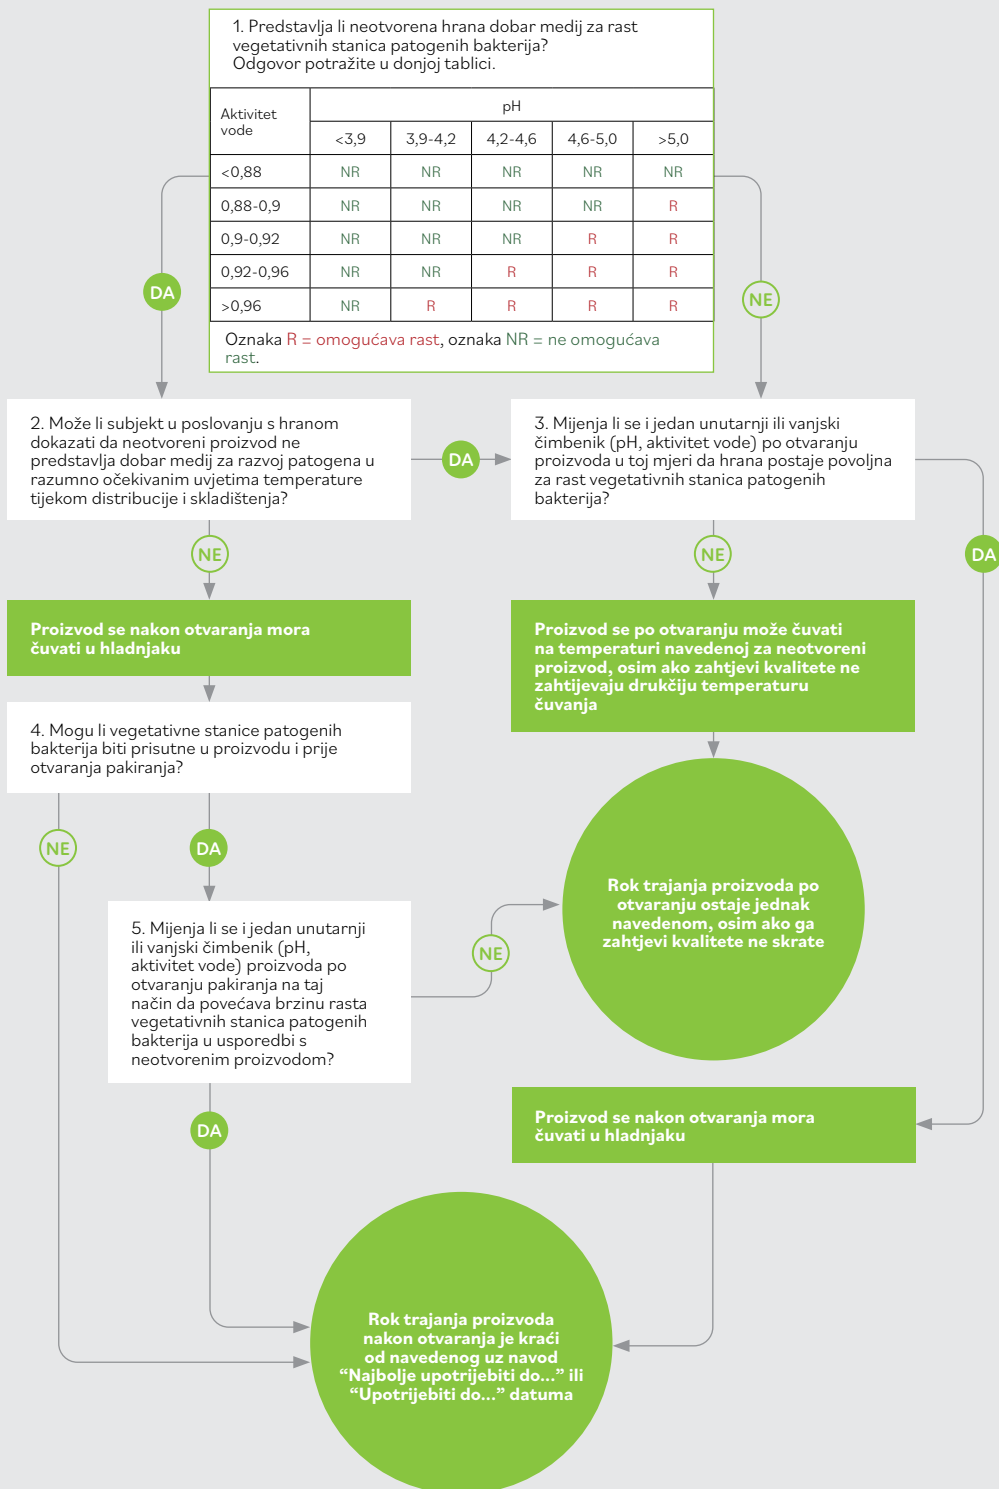 1. Predstavlja li neotvorena hrana dobar medij za rast
vegetativnih stanica patogenih bakterija?
Odgovor potražite u donjoj tablici.
Aktivitet
vode
pH
<3,9 3,9-4,2 4,2-4,6 4,6-5,0 >5,0
<0,88 NR NR NR NR NR
0,88-0,9 NR NR NR NR R
0,9-0,92 NR NR NR R R
0,92-0,96 NR NR R R R
>0,96 NR R R R R
Oznaka R = omogućava rast, oznaka NR = ne omogućava
rast.
DA
NE
2. Može li subjekt u poslovanju s hranom
dokazati da neotvoreni proizvod ne
predstavlja dobar medij za razvoj patogena u
razumno očekivanim uvjetima temperature
tijekom distribucije i skladištenja?
DA
3. Mijenja li se i jedan unutarnji ili vanjski
čimbenik (pH, aktivitet vode) po otvaranju
proizvoda u toj mjeri da hrana postaje povoljna
za rast vegetativnih stanica patogenih
bakterija?
NE
NE
DA
Proizvod se nakon otvaranja mora
čuvati u hladnjaku
Proizvod se po otvaranju može čuvati
na temperaturi navedenoj za neotvoreni
proizvod, osim ako zahtjevi kvalitete ne
zahtijevaju drukčiju temperaturu
čuvanja
4. Mogu li vegetativne stanice patogenih
bakterija biti prisutne u proizvodu i prije
otvaranja pakiranja?
NE
DA
Rok trajanja proizvoda po
otvaranju ostaje jednak
navedenom, osim ako ga
zahtjevi kvalitete ne skrate
5. Mijenja li se i jedan unutarnji
ili vanjski čimbenik (pH,
aktivitet vode) proizvoda po
otvaranju pakiranja na taj
način da povećava brzinu rasta
vegetativnih stanica patogenih
bakterija u usporedbi s
neotvorenim proizvodom?
NE
DA
Proizvod se nakon otvaranja mora
čuvati u hladnjaku
Rok trajanja proizvoda
nakon otvaranja je kraći
od navedenog uz navod
“Najbolje upotrijebiti do...” ili
“Upotrijebiti do...” datuma